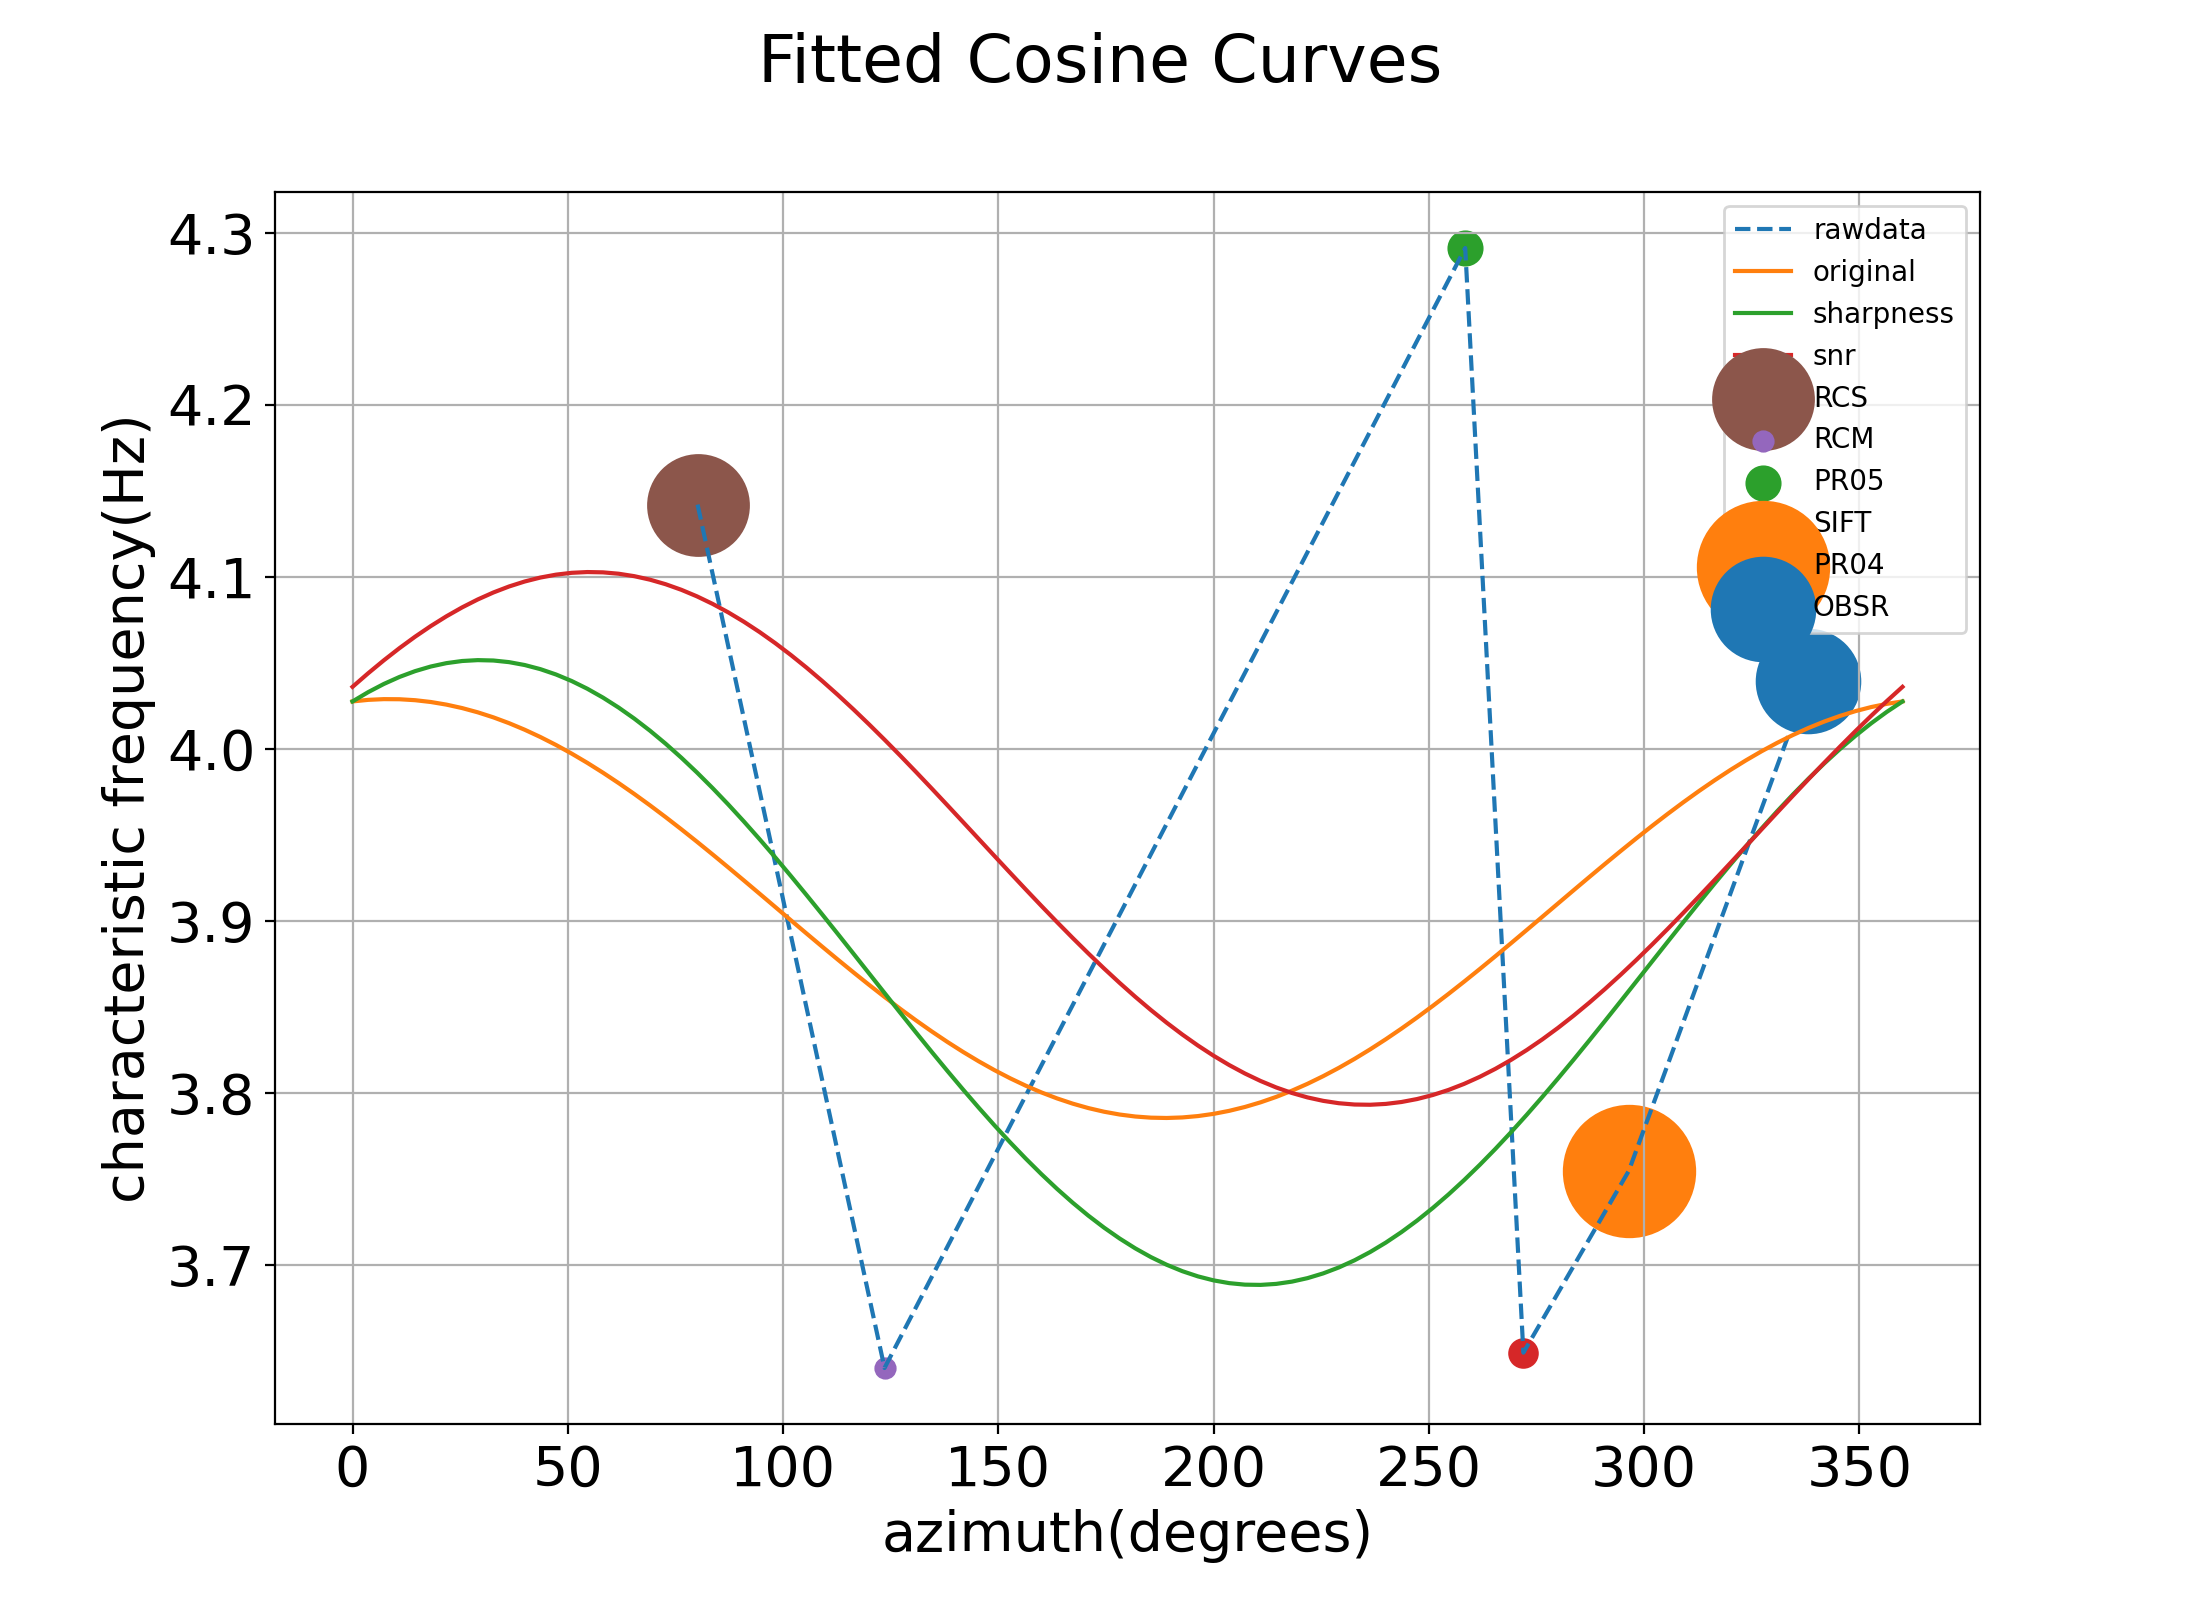 Fitted Cosine Curves
4.3
4.2
4.1
4.0
3.9
3.8
3.7
characteristic frequency(Hz)
rawdata
original
sharpness
snr
RCS
RCM
PR05
SIFT
PR04
OBSR
0 50 100 150 200 250 300 350
azimuth(degrees)